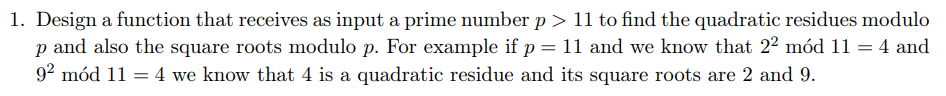 1. Design a function that receives as input a prime number p > 11 to find the quadratic residues modulo
p and also the square roots modulo p. For example if p = 11 and we know that 2² mód 11 = 4 and
9² mód 11 = 4 we know that 4 is a quadratic residue and its square roots are 2 and 9.